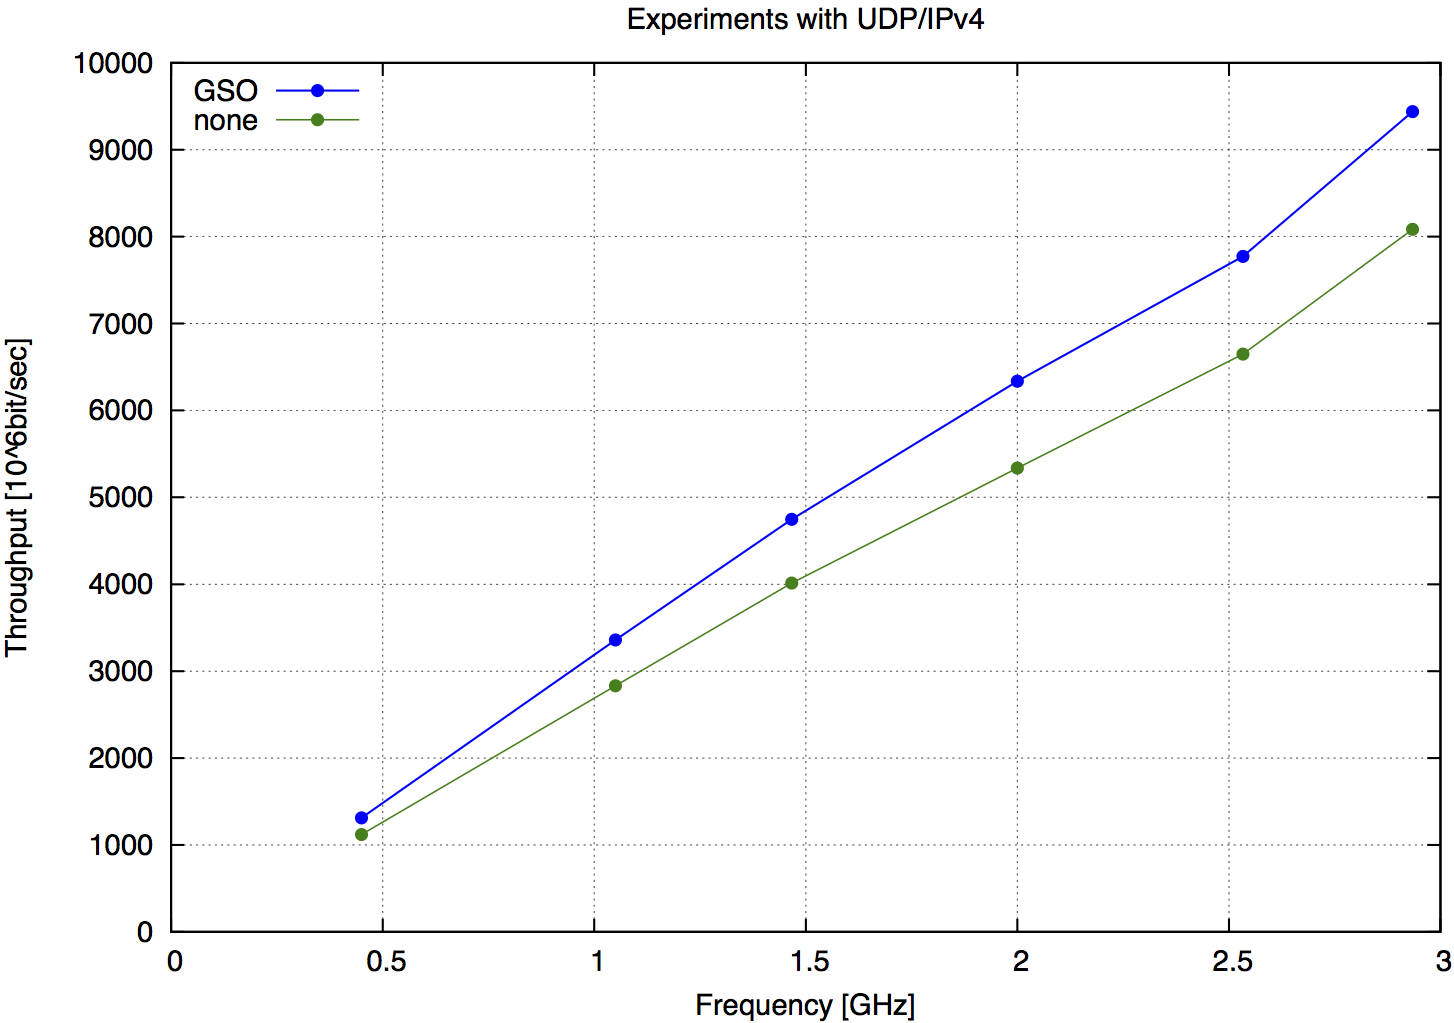 Experiments with UDP/IPv4
10000
9000
8000
7000
6000
5000
4000
3000
2000
1000
0
GSO
none
Throughput [10^6bit/sec]
0 0.5 1 1.5 2 2.5 3
Frequency [GHz]